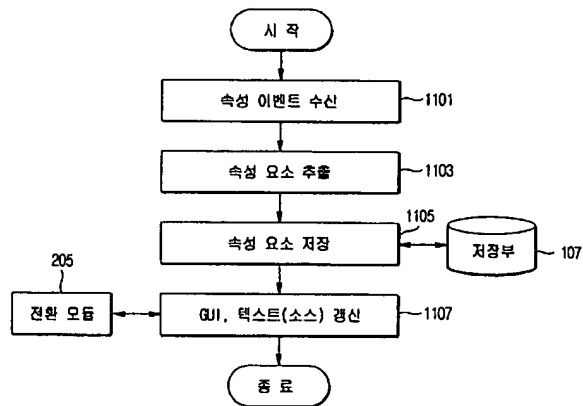 시 작
속성 이벤트 수신
1101
속성 요소 추출
1103
속성 요소 저장
1105
저장부
107
205
전환 모듈
GUI, 텍스트(소스) 갱신
1107
종 료